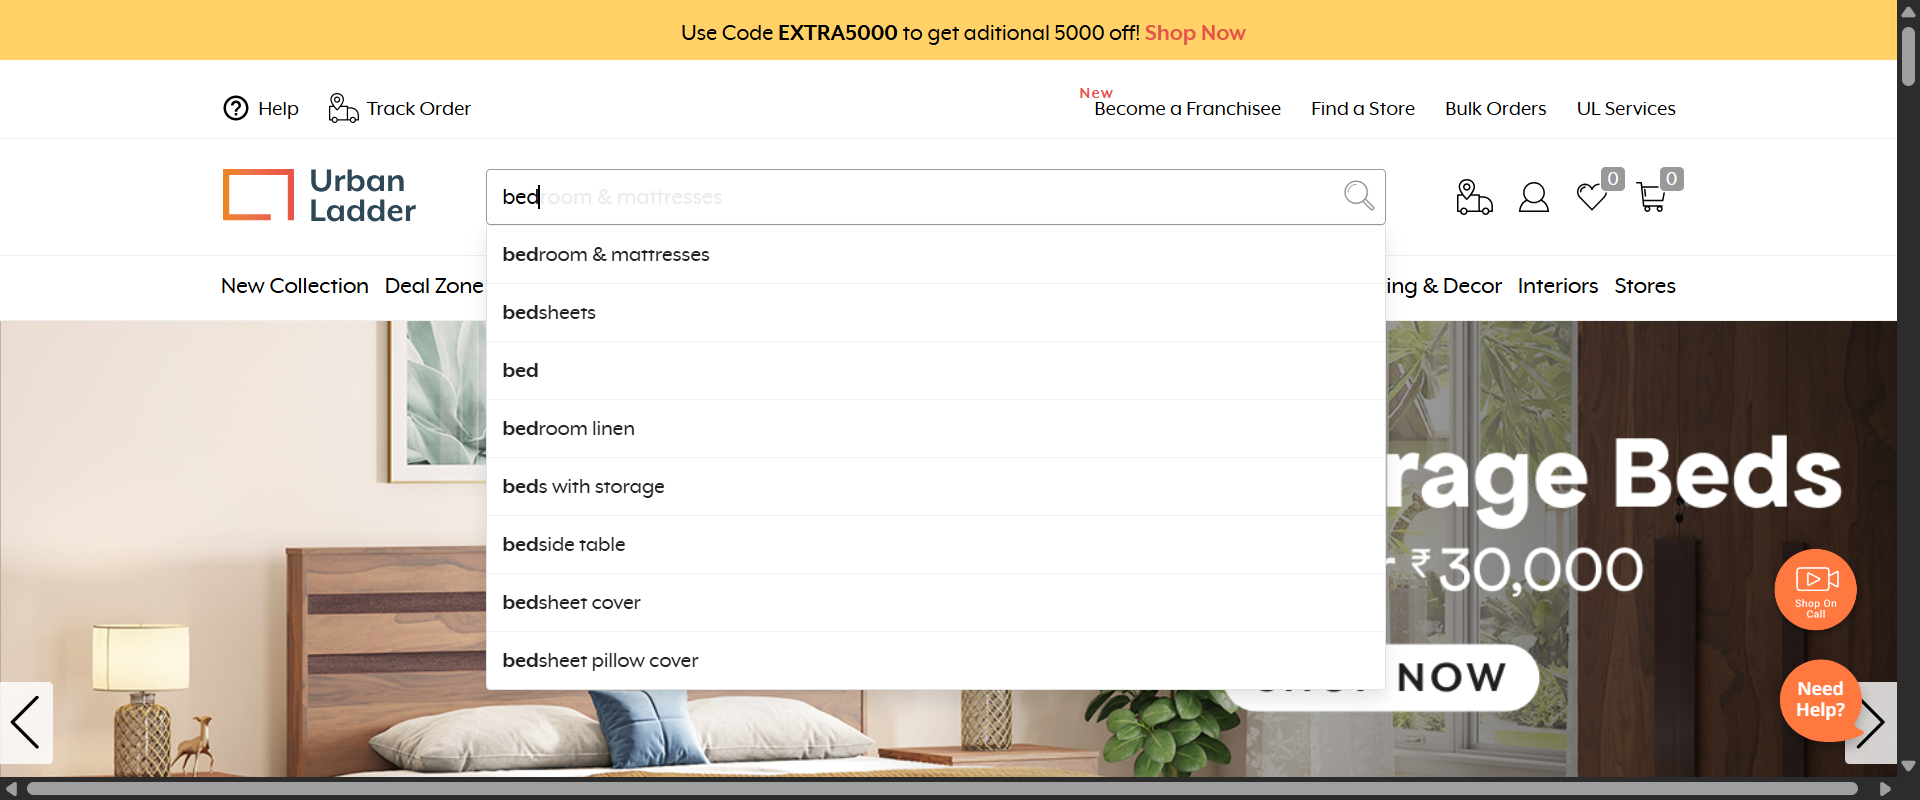 Use Code EXTRA5000 to get aditional 5000 off! Shop Now
Help
Track Order
New
Become a Franchisee
Find a Store
Bulk Orders
UL Services
Urban
Ladder
bedroom & mattresses
0
0
New Collection
Deal Zone
ing & Decor
Interiors
Stores
bedroom & mattresses
bedsheets
bed
bedroom linen
beds with storage
bedside table
bedsheet cover
bedsheet pillow cover
rage Beds
r ₹30,000
NOW
Shop On
Call
Need
Help?